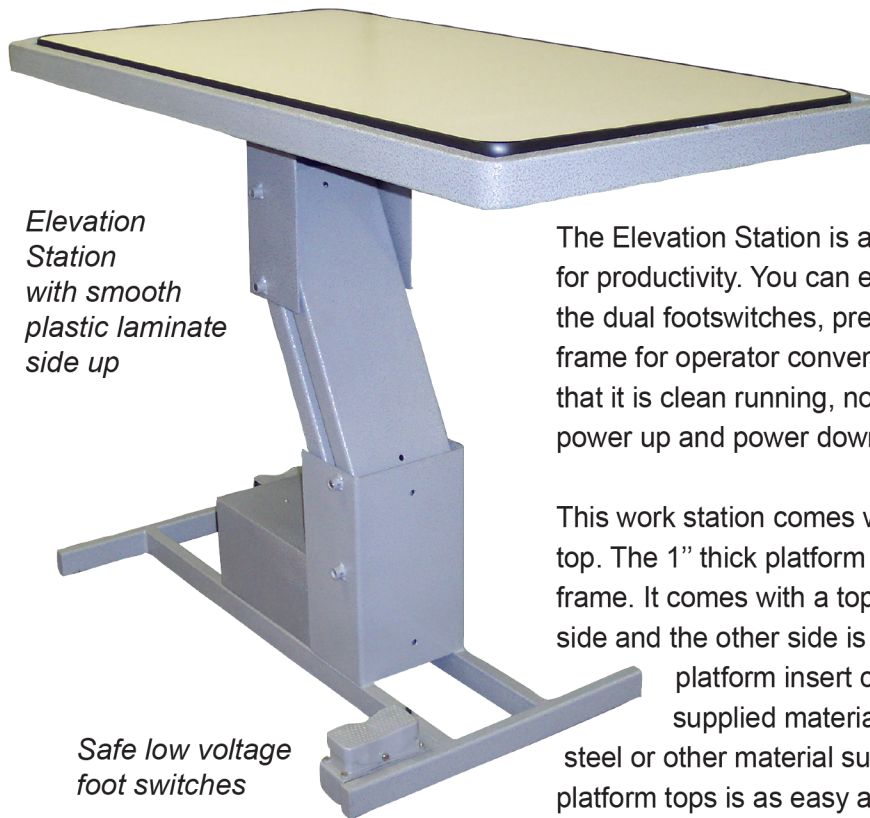 Elevation
Station
with smooth
plastic laminate
side up
The Elevation Station is a
for productivity. You can e
the dual footswitches, pre
frame for operator conver
that it is clean running, no
power up and power down
This work station comes v
top. The 1” thick platform
frame. It comes with a top
side and the other side is
platform insert o
supplied materia
steel or other material su
platform tops is as easy a
Safe low voltage
foot switches